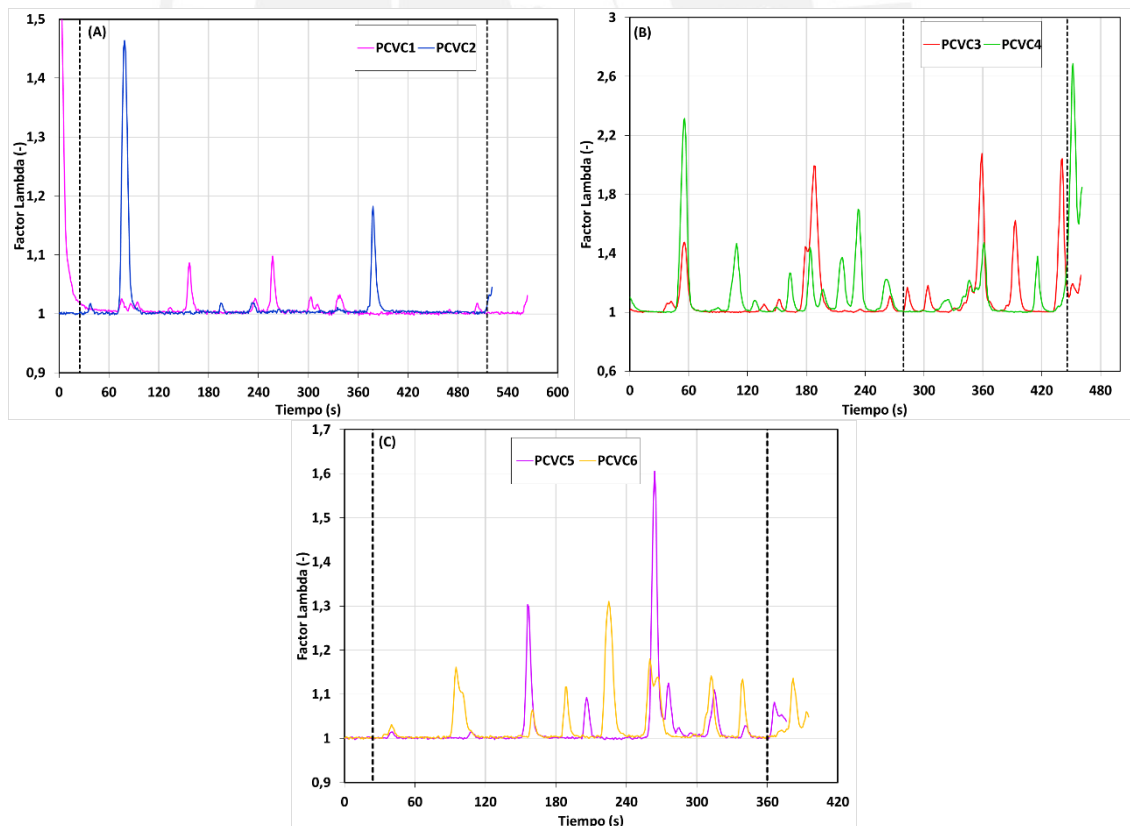 (A)
PCVC1 PCVC2
Factor Lambda (-)
1,5
1,4
1,3
1,2
1,1
1
0,9
0 60 120 180 240 300 360 420 480 540 600
Tiempo (s)
(B)
PCVC3 PCVC4
Factor Lambda (-)
3
2,6
2,2
1,8
1,4
1
0,6
0 60 120 180 240 300 360 420 480
Tiempo (s)
(C)
PCVC5 PCVC6
Factor Lambda (-)
1,7
1,6
1,5
1,4
1,3
1,2
1,1
1
0,9
0 60 120 180 240 300 360 420
Tiempo (s)